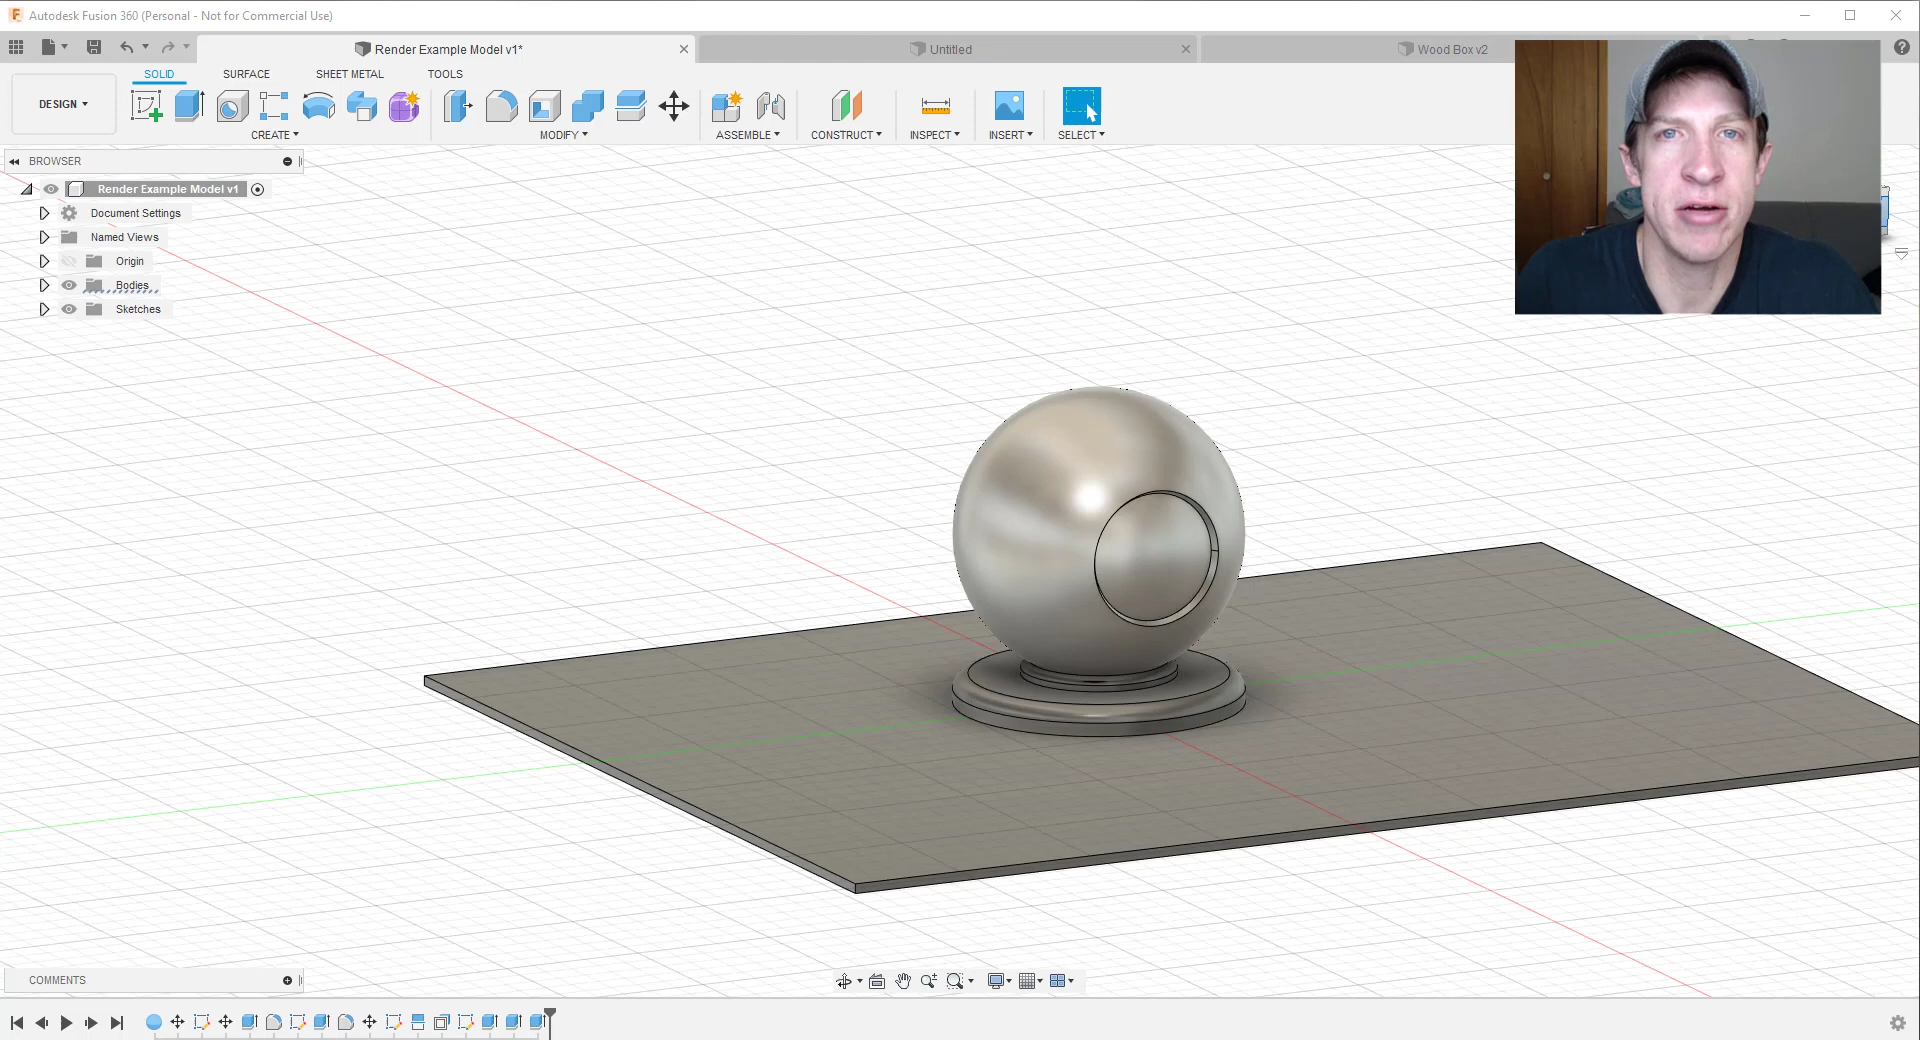 Autodesk Fusion 360 (Personal - Not for Commercial Use)
Render Example Model v1*
Untitled
Wood Box v2
SOLID
SURFACE
SHEET METAL
TOOLS
DESIGN
CREATE
MODIFY
ASSEMBLE
CONSTRUCT
INSPECT
INSERT
SELECT
BROWSER
Render Example Model v1
Document Settings
Named Views
Origin
Bodies
Sketches
COMMENTS